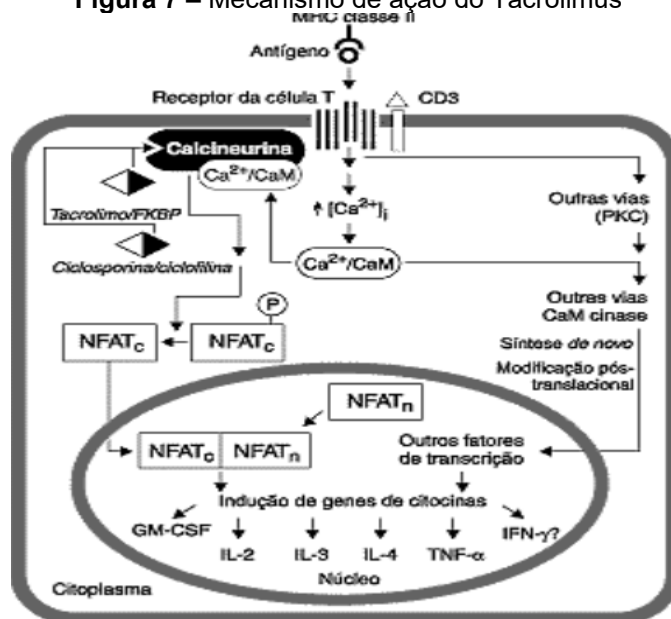 Figura 7 – Mecanismo de ação do Tacrolimus
MHC classe II
Antígeno
Receptor da célula T
CD3
Calcineurina
Ca2+/CaM
Tacrolimo/FKBP
Ciclosporina/ciclofilina
[Ca2+]i
Ca2+/CaM
Outras vias
(PKC)
Outras vias
CaM cinase
Síntese de novo
Modificação pós-
translacional
P
NFATc
NFATc
NFATn
NFATc
NFATn
Outros fatores
de transcrição
Indução de genes de citocinas
GM-CSF
IL-2
IL-3
IL-4
TNF-α
IFN-γ?
Núcleo
Citoplasma